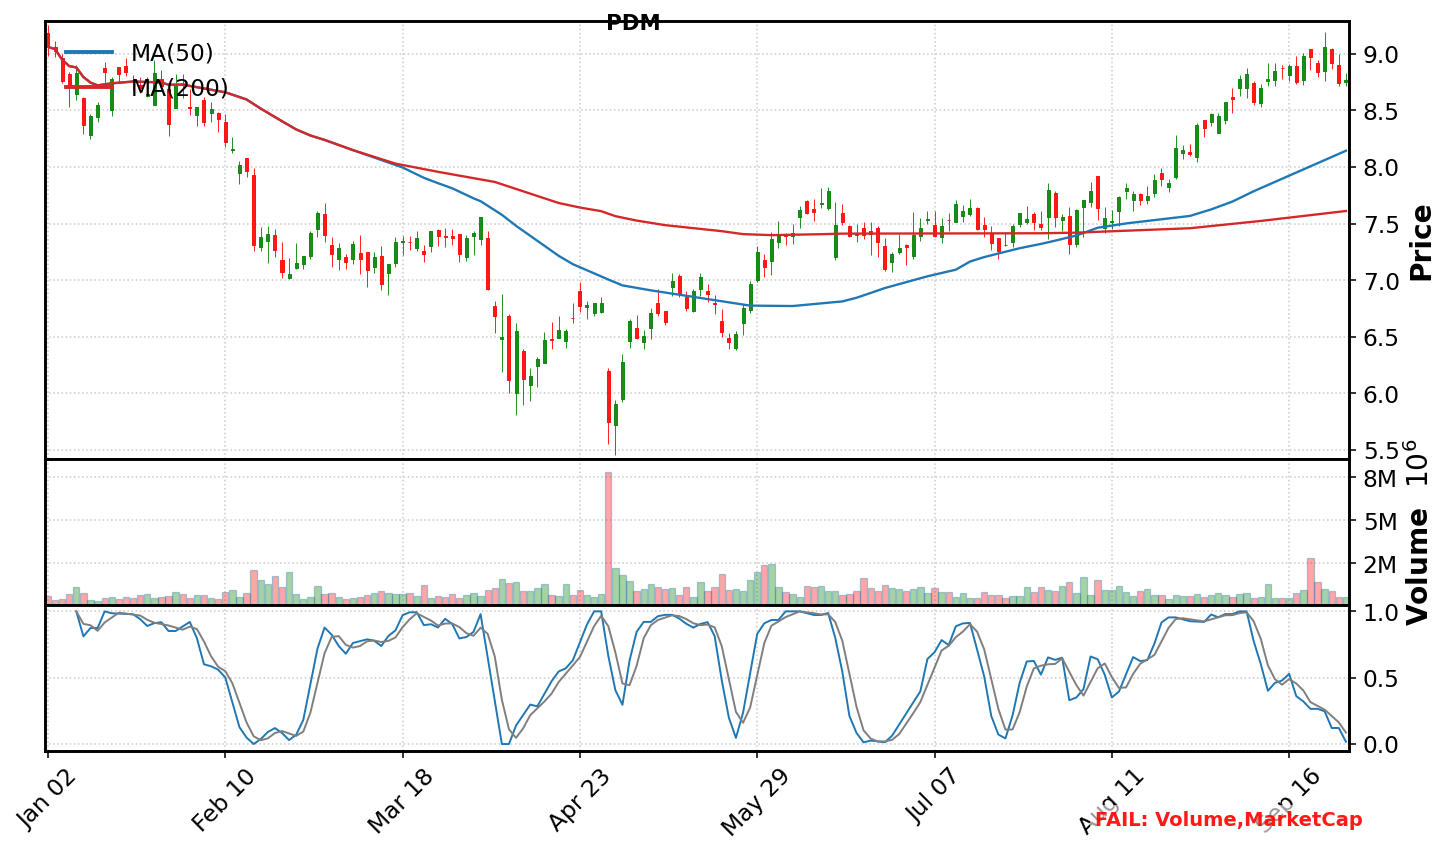 PDM
MA(50)
MA(200)
9.0
8.5
8.0
7.5
7.0
6.5
6.0
5.5
Price
8M
5M
2M
Volume 10⁶
1.0
0.5
0.0
Jan 02
Feb 10
Mar 18
Apr 23
May 29
Jul 07
Aug 11
Sep 16
FAIL: Volume,MarketCap